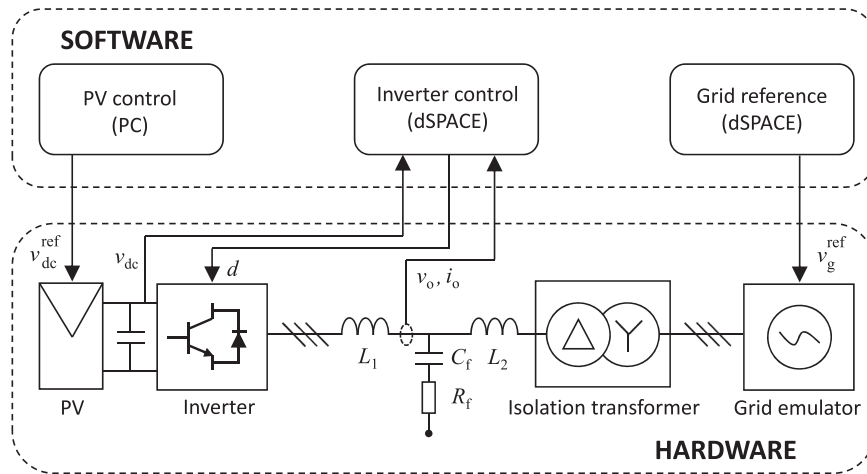 SOFTWARE
PV control
(PC)
Inverter control
(dSPACE)
Grid reference
(dSPACE)
v_dc^ref
v_dc
d
v_o, i_o
v_g^ref
L_1
C_f
L_2
R_f
PV
Inverter
Isolation transformer
Grid emulator
HARDWARE